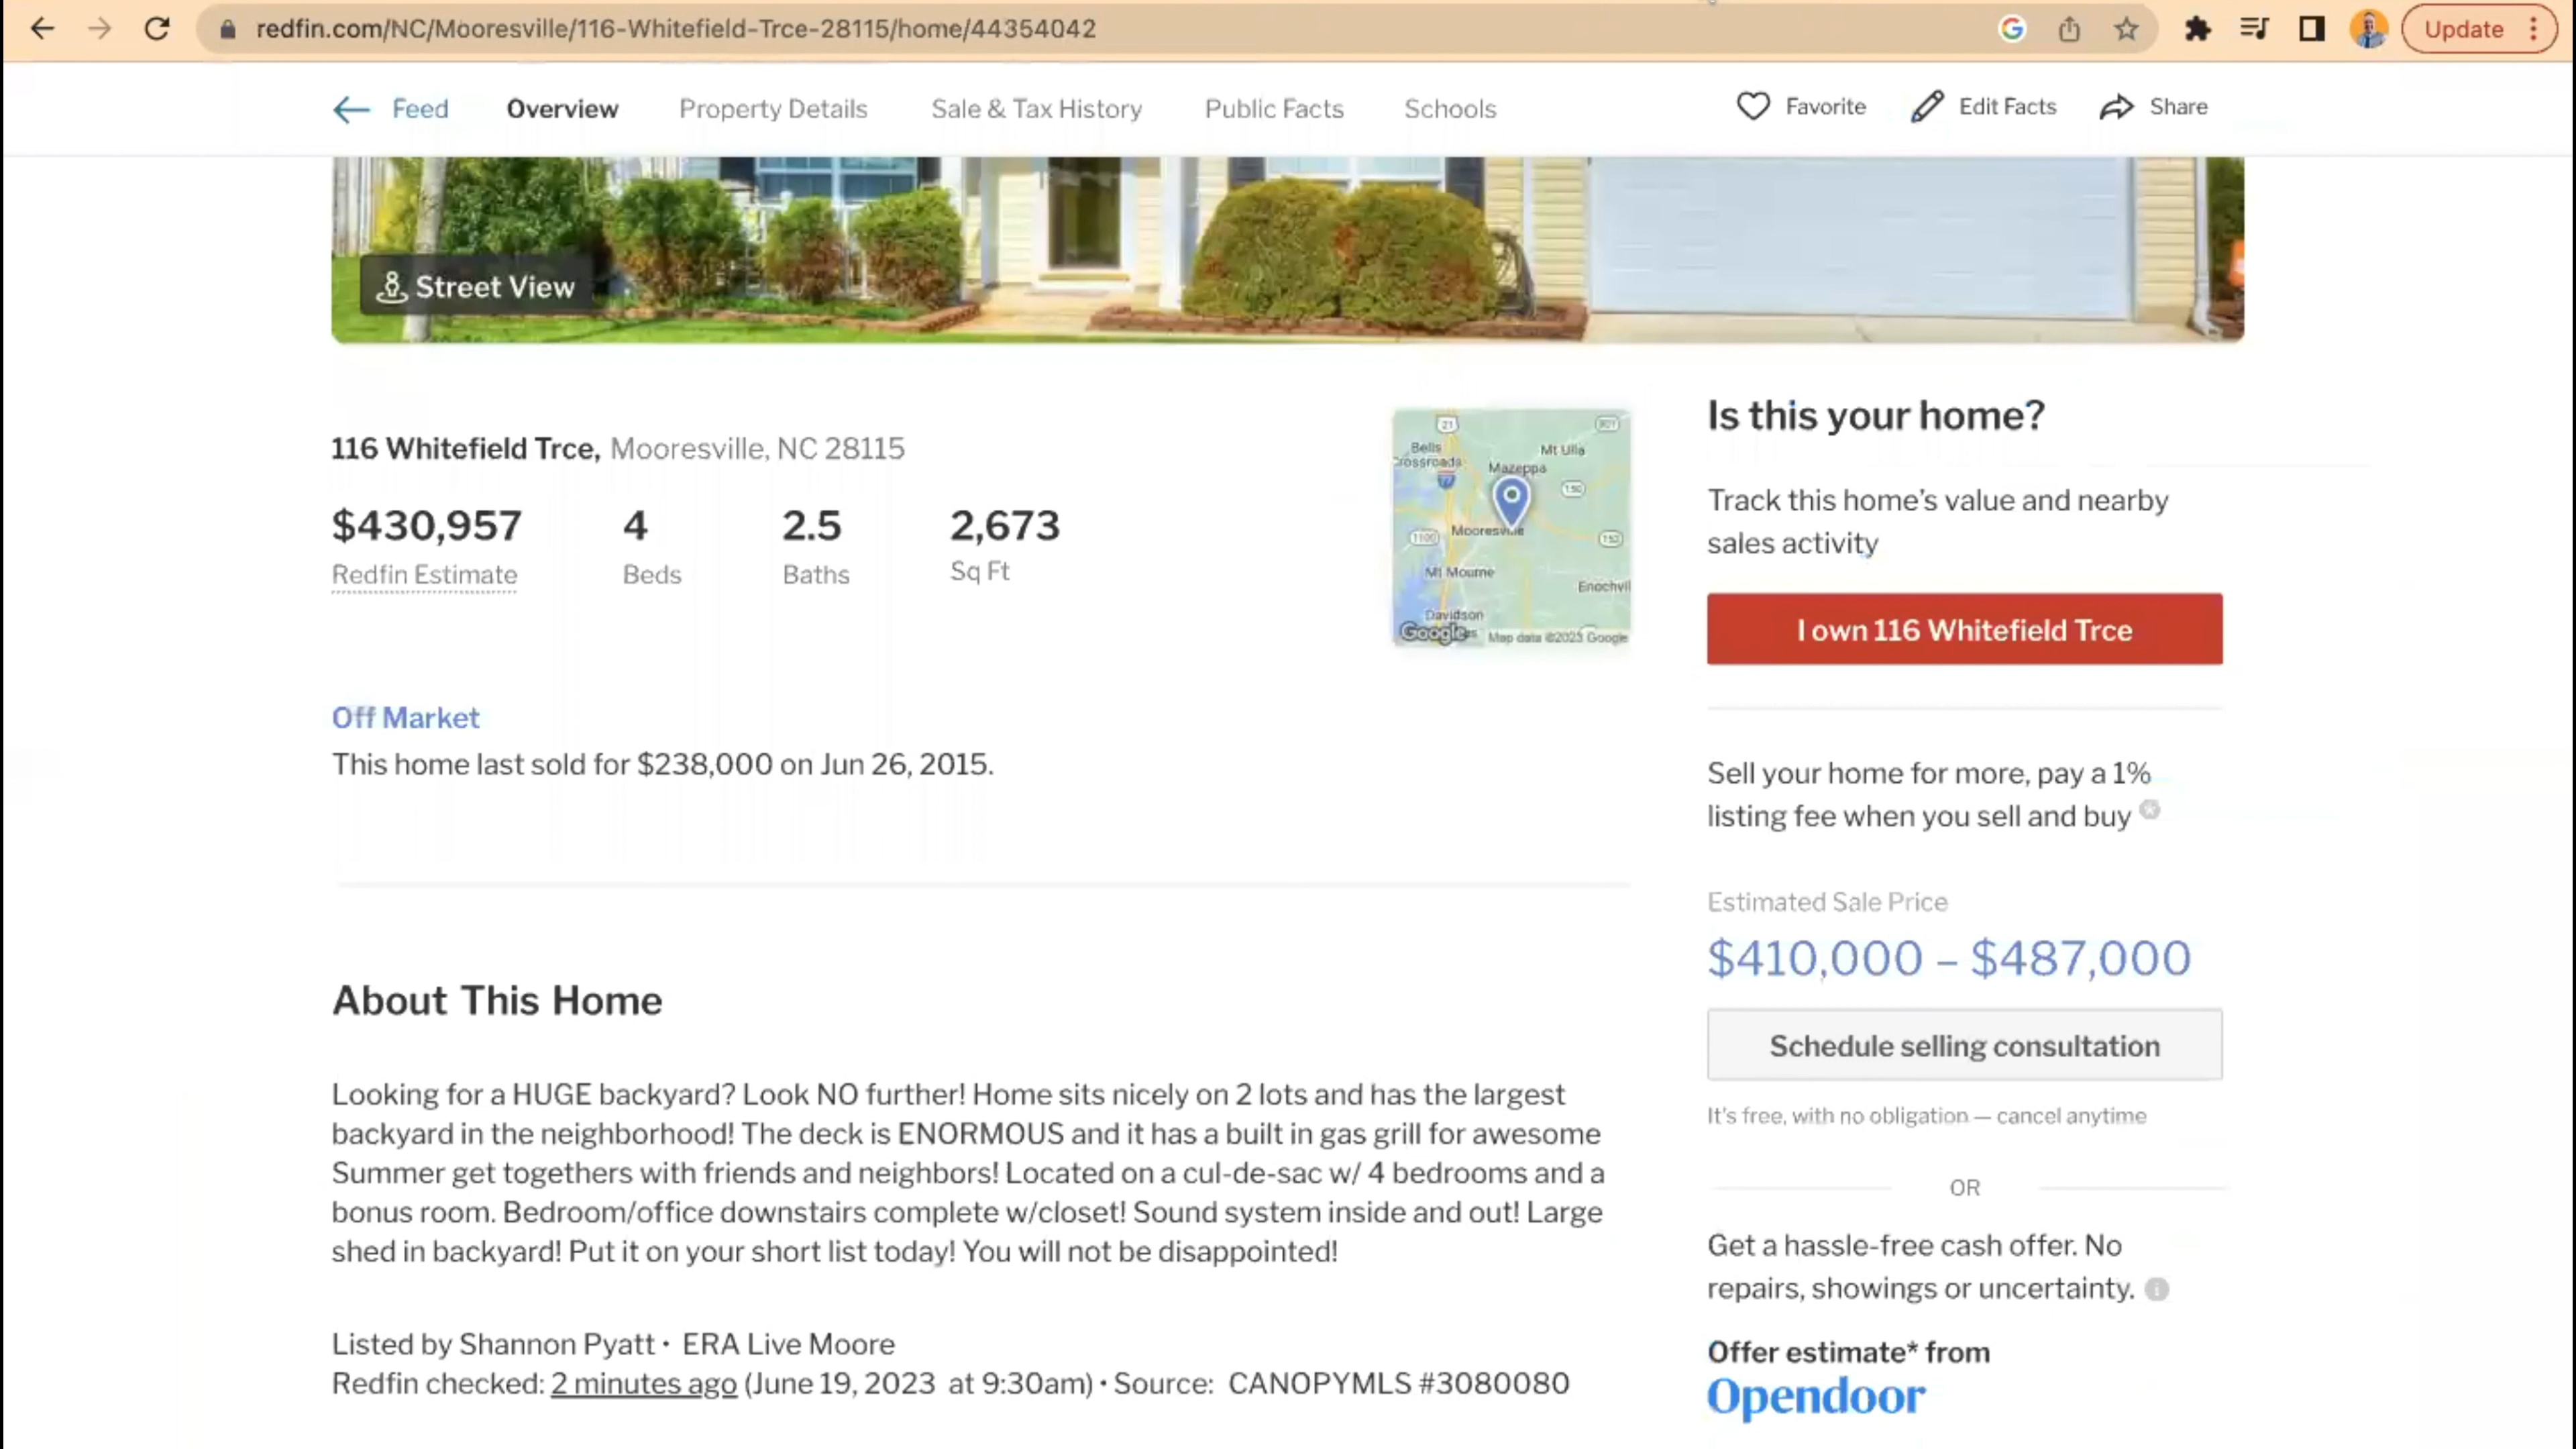 redfin.com/NC/Mooresville/116-Whitefield-Trce-28115/home/44354042
Update
Feed
Overview
Property Details
Sale & Tax History
Public Facts
Schools
Favorite
Edit Facts
Share
Street View
116 Whitefield Trce, Mooresville, NC 28115
$430,957
Redfin Estimate
4
Beds
2.5
Baths
2,673
Sq Ft
21
801
Bells
Crossroads
Mt Ulla
Mazeppa
77
150
Mooresville
1100
152
Mt Mourne
Enochvil
Davidson
Google
Map data ©2023 Google
Off Market
This home last sold for $238,000 on Jun 26, 2015.
About This Home
Looking for a HUGE backyard? Look NO further! Home sits nicely on 2 lots and has the largest
backyard in the neighborhood! The deck is ENORMOUS and it has a built in gas grill for awesome
Summer get togethers with friends and neighbors! Located on a cul-de-sac w/ 4 bedrooms and a
bonus room. Bedroom/office downstairs complete w/closet! Sound system inside and out! Large
shed in backyard! Put it on your short list today! You will not be disappointed!
Listed by Shannon Pyatt • ERA Live Moore
Redfin checked: 2 minutes ago (June 19, 2023 at 9:30am) • Source: CANOPYMLS #3080080
Is this your home?
Track this home's value and nearby
sales activity
I own 116 Whitefield Trce
Sell your home for more, pay a 1%
listing fee when you sell and buy
Estimated Sale Price
$410,000 – $487,000
Schedule selling consultation
It's free, with no obligation — cancel anytime
OR
Get a hassle-free cash offer. No
repairs, showings or uncertainty.
Offer estimate* from
Opendoor